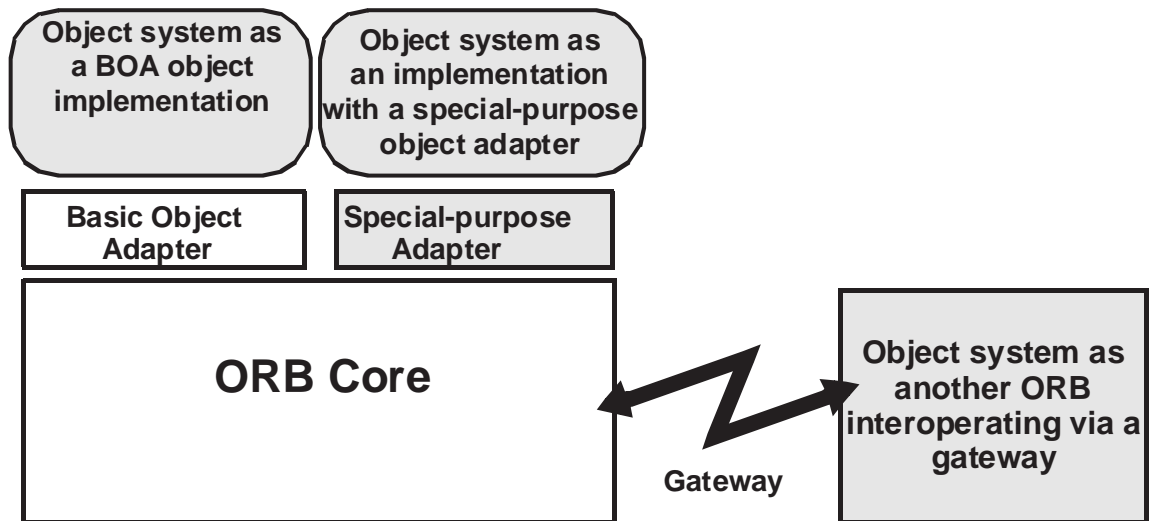 Object system as
a BOA object
implementation
Object system as
an implementation
with a special-purpose
object adapter
Basic Object
Adapter
Special-purpose
Adapter
ORB Core
Gateway
Object system as
another ORB
interoperating via a
gateway